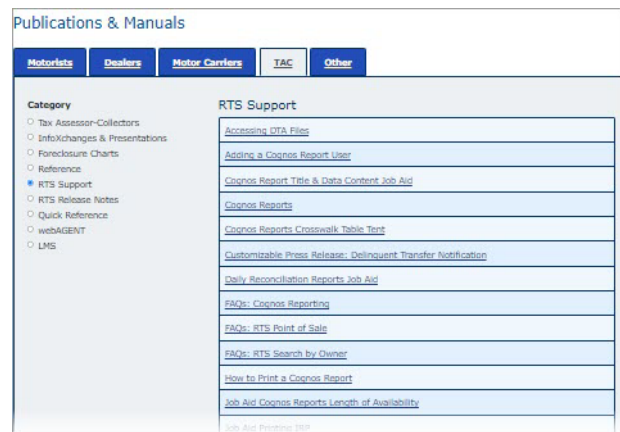 Publications & Manuals
Motorists Dealers Motor Carriers TAC Other
Category
Tax Assessor-Collectors
InfoXchanges & Presentations
Foreclosure Charts
Reference
RTS Support
RTS Release Notes
Quick Reference
webAGENT
LMS
RTS Support
Accessing DTA Files
Adding a Cognos Report User
Cognos Report Title & Data Content Job Aid
Cognos Reports
Cognos Reports Crosswalk Table Tent
Customizable Press Release: Delinquent Transfer Notification
Daily Reconciliation Reports Job Aid
FAQs: Cognos Reporting
FAQs: RTS Point of Sale
FAQs: RTS Search by Owner
How to Print a Cognos Report
Job Aid Cognos Reports Length of Availability
Job Aid Printing IRP